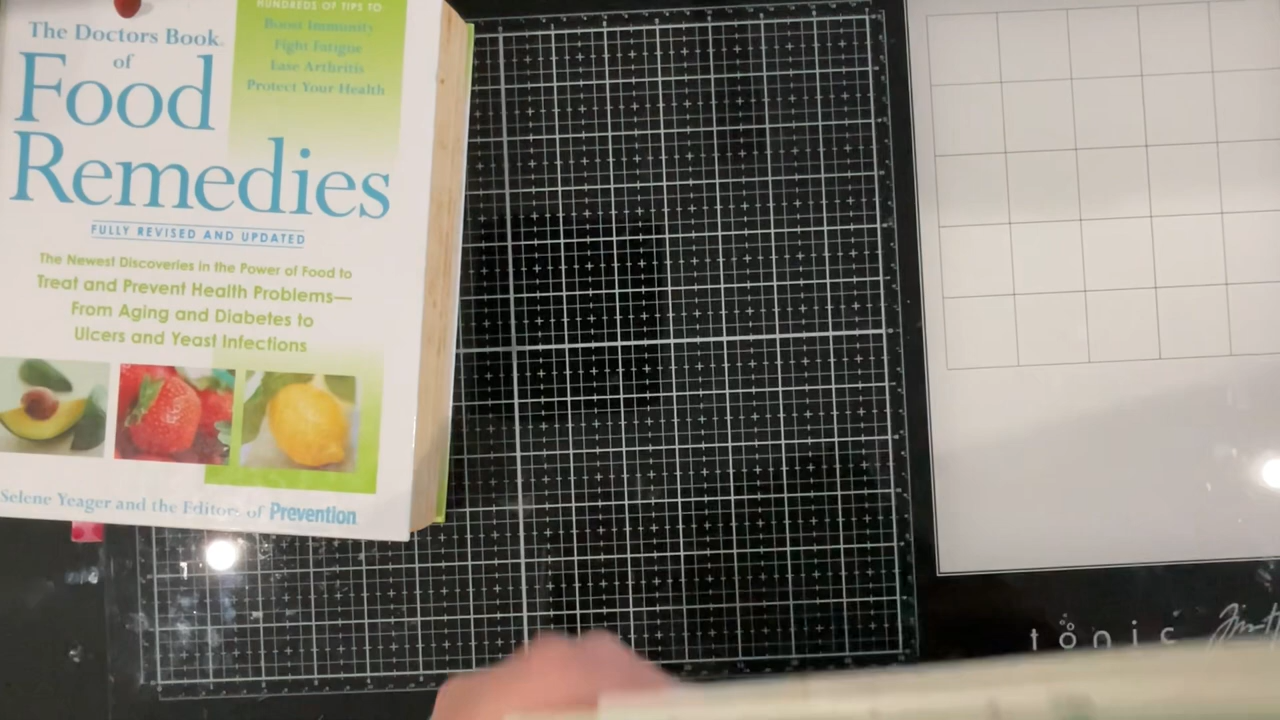 HUNDREDS OF TIPS TO
Boost Immunity
Fight Fatigue
Ease Arthritis
Protect Your Health
The Doctors Book
of
Food
Remedies
FULLY REVISED AND UPDATED
The Newest Discoveries in the Power of Food to
Treat and Prevent Health Problems—
From Aging and Diabetes to
Ulcers and Yeast Infections
Selene Yeager and the Editors of Prevention
tonic